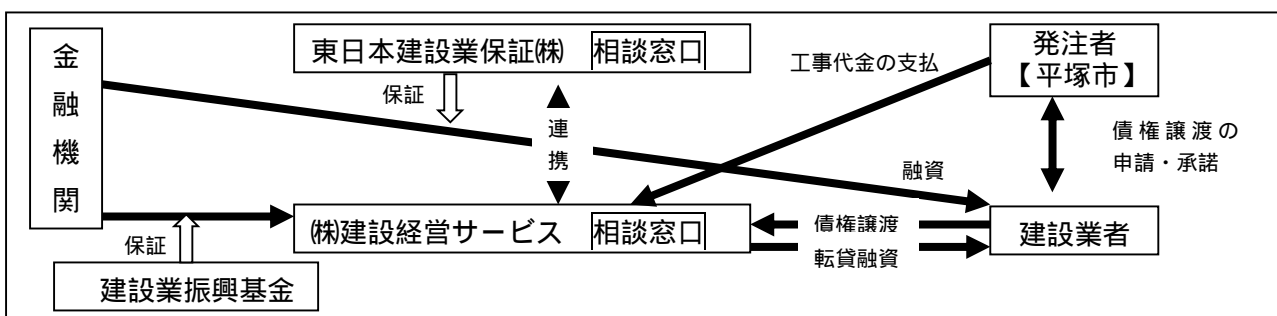 金融機関
東日本建設業保証㈱ 相談窓口
保証
連携
工事代金の支払
発注者
【平塚市】
債権譲渡の
申請・承諾
融資
㈱建設経営サービス 相談窓口
債権譲渡
転貸融資
建設業者
保証
建設業振興基金